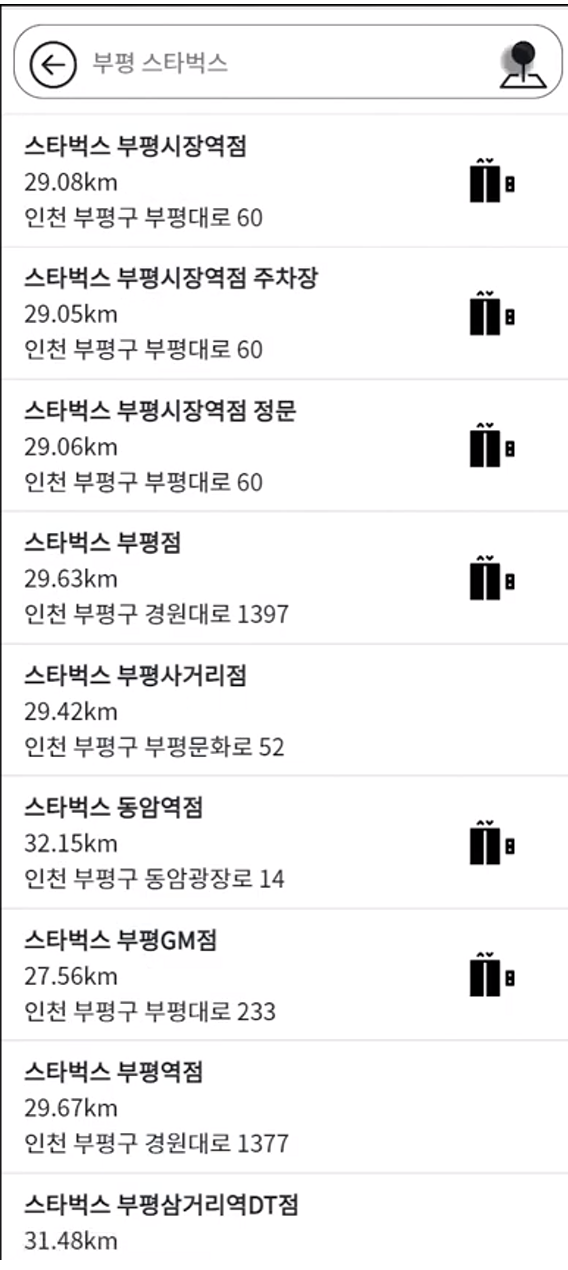 부평 스타벅스
스타벅스 부평시장역점
29.08km
인천 부평구 부평대로 60
스타벅스 부평시장역점 주차장
29.05km
인천 부평구 부평대로 60
스타벅스 부평시장역점 정문
29.06km
인천 부평구 부평대로 60
스타벅스 부평점
29.63km
인천 부평구 경원대로 1397
스타벅스 부평사거리점
29.42km
인천 부평구 부평문화로 52
스타벅스 동암역점
32.15km
인천 부평구 동암광장로 14
스타벅스 부평GM점
27.56km
인천 부평구 부평대로 233
스타벅스 부평역점
29.67km
인천 부평구 경원대로 1377
스타벅스 부평삼거리역DT점
31.48km